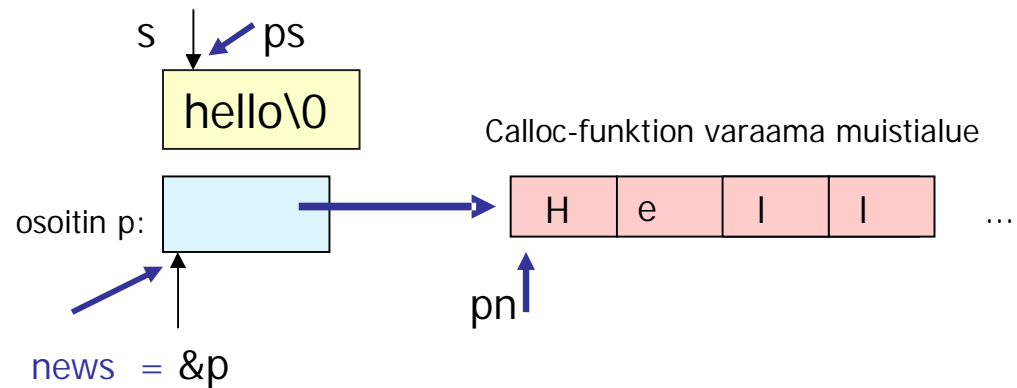 s ps
hello\0
Calloc-funktion varaama muistialue
osoitin p:
H e l l ...
pn
news = &p